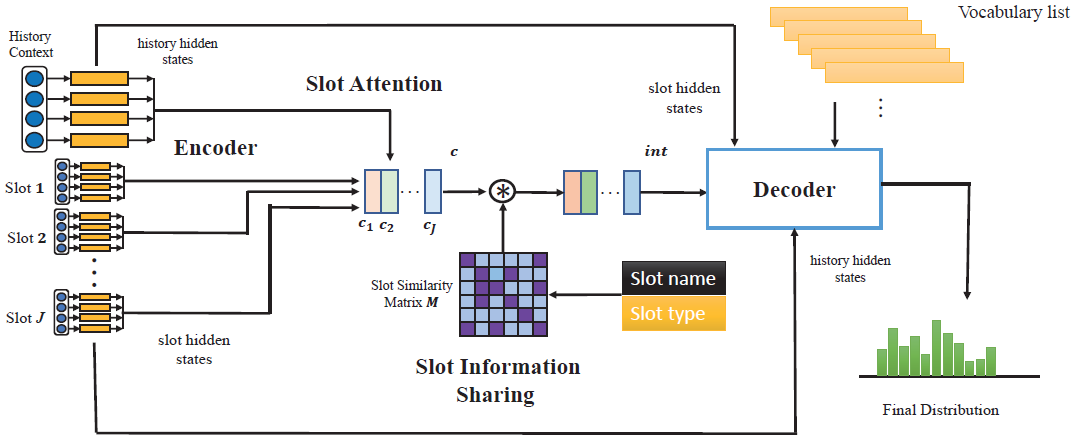 Vocabulary list
History
Context
history hidden
states
Slot Attention
slot hidden
states
Encoder
c
int
Slot 1
Decoder
c1 c2 cJ
Slot 2
history hidden
states
Slot Similarity
Matrix M
Slot name
Slot type
Slot J
slot hidden
states
Slot Information
Sharing
Final Distribution